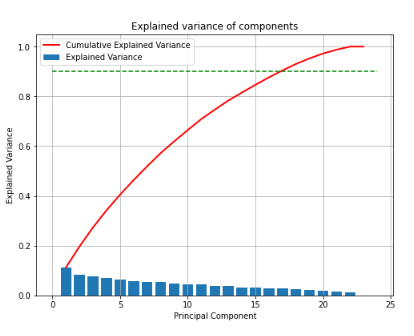 Explained variance of components
Cumulative Explained Variance
Explained Variance
Explained Variance
1.0
0.8
0.6
0.4
0.2
0.0
0
5
10
15
20
25
Principal Component